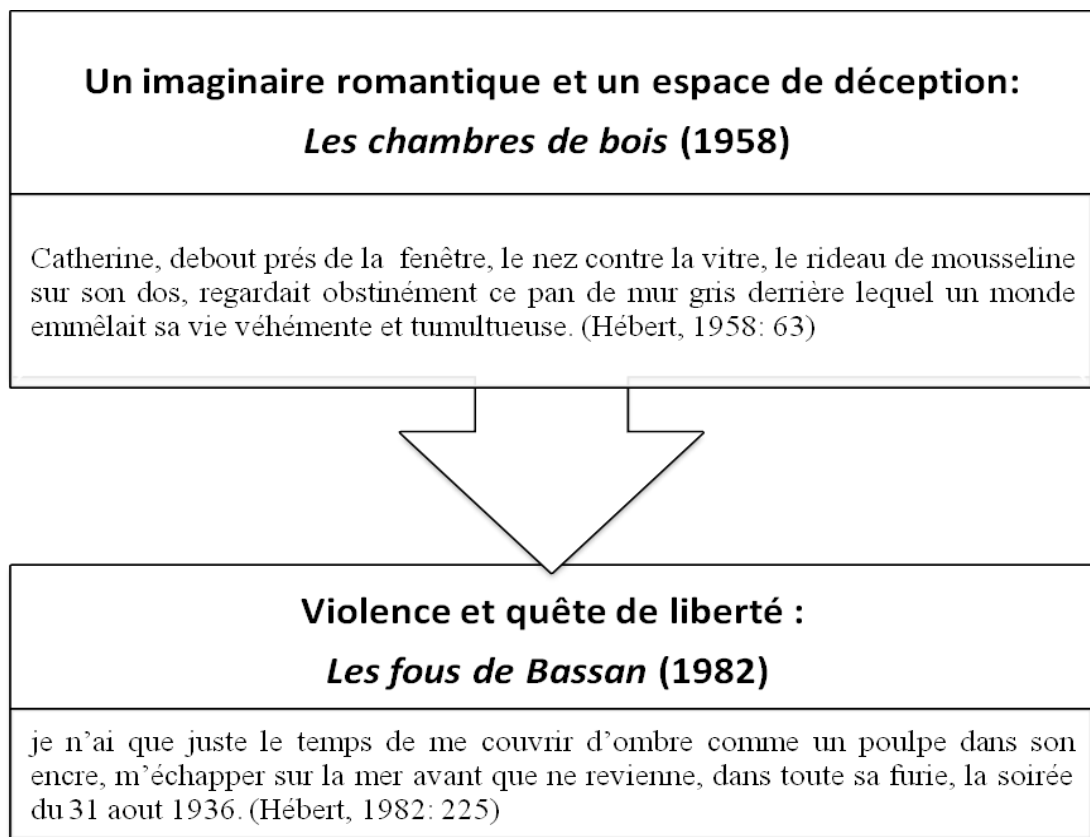 Un imaginaire romantique et un espace de déception:
Les chambres de bois (1958)
Catherine, debout prés de la fenêtre, le nez contre la vitre, le rideau de mousseline
sur son dos, regardait obstinément ce pan de mur gris derrière lequel un monde
emmêlait sa vie véhémente et tumultueuse. (Hébert, 1958: 63)
Violence et quête de liberté :
Les fous de Bassan (1982)
je n’ai que juste le temps de me couvrir d’ombre comme un poulpe dans son
encre, m’échapper sur la mer avant que ne revienne, dans toute sa furie, la soirée
du 31 aout 1936. (Hébert, 1982: 225)